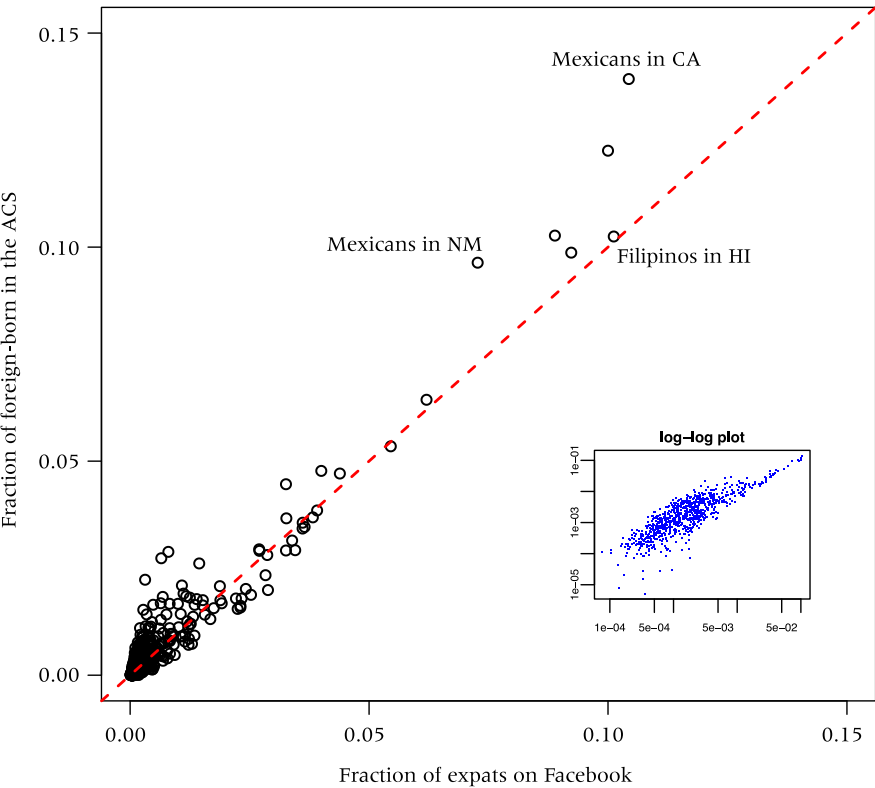 Fraction of foreign-born in the ACS
0.15
0.10
0.05
0.00
Mexicans in CA
Mexicans in NM
Filipinos in HI
log–log plot
1e−01
1e−03
1e−05
1e−04 5e−04 5e−03 5e−02
0.00 0.05 0.10 0.15
Fraction of expats on Facebook